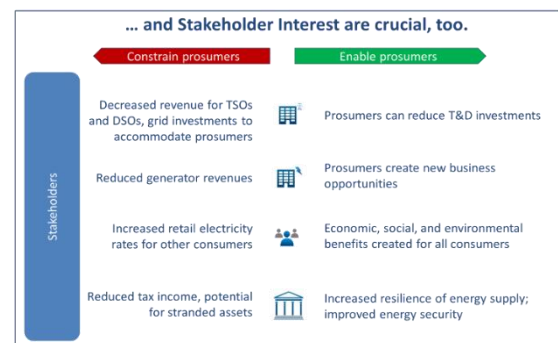 ... and Stakeholder Interest are crucial, too.
Constrain prosumers
Enable prosumers
Stakeholders
Decreased revenue for TSOs
and DSOs, grid investments to
accommodate prosumers
Prosumers can reduce T&D investments
Reduced generator revenues
Prosumers create new business
opportunities
Increased retail electricity
rates for other consumers
Economic, social, and environmental
benefits created for all consumers
Reduced tax income, potential
for stranded assets
Increased resilience of energy supply;
improved energy security